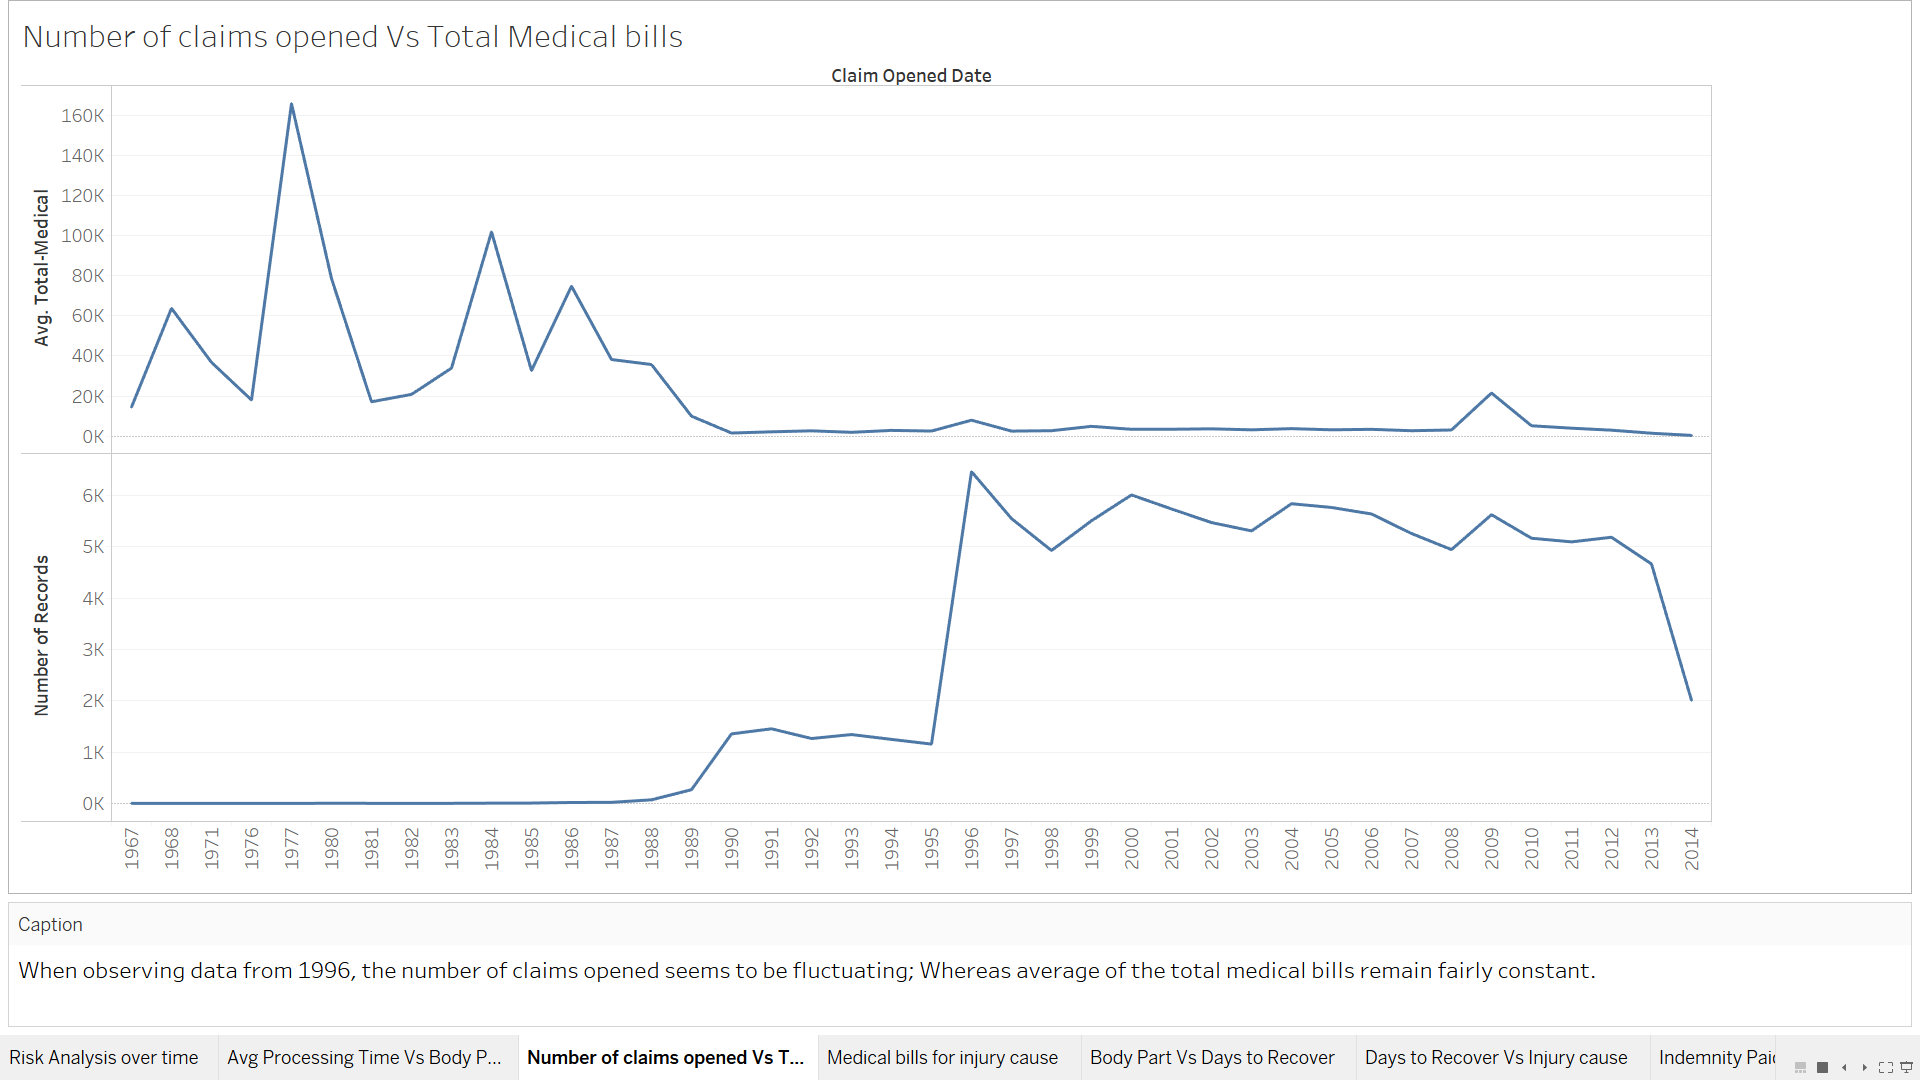 Number of claims opened Vs Total Medical bills
Claim Opened Date
Avg. Total-Medical
160K
140K
120K
100K
80K
60K
40K
20K
0K
Number of Records
6K
5K
4K
3K
2K
1K
0K
1967 1968 1971 1976 1977 1980 1981 1982 1983 1984 1985 1986 1987 1988 1989 1990 1991 1992 1993 1994 1995 1996 1997 1998 1999 2000 2001 2002 2003 2004 2005 2006 2007 2008 2009 2010 2011 2012 2013 2014
Caption
When observing data from 1996, the number of claims opened seems to be fluctuating; Whereas average of the total medical bills remain fairly constant.
Risk Analysis over time Avg Processing Time Vs Body P... Number of claims opened Vs T... Medical bills for injury cause Body Part Vs Days to Recover Days to Recover Vs Injury cause Indemnity Paid